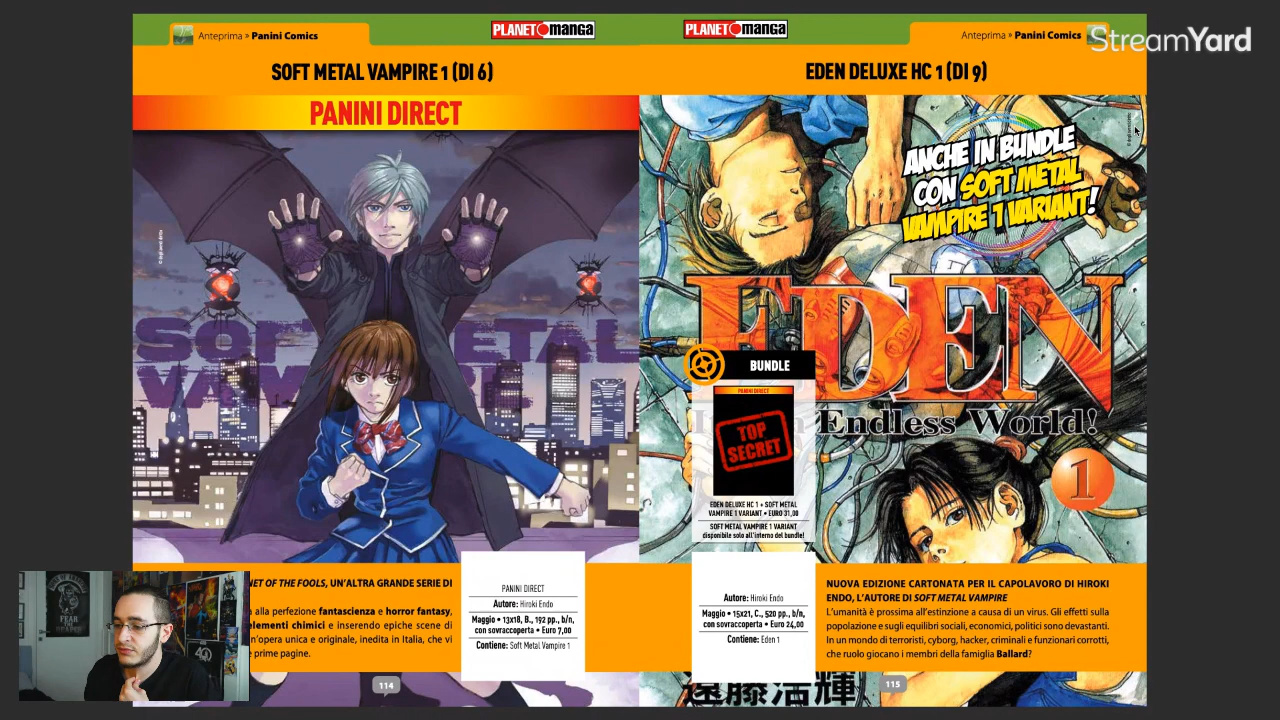 Anteprima » Panini Comics
PLANET manga
PLANET manga
Anteprima » Panini Comics
StreamYard
SOFT METAL VAMPIRE 1 (DI 6)
EDEN DELUXE HC 1 (DI 9)
PANINI DIRECT
ANCHE IN BUNDLE
CON SOFT METAL
VAMPIRE 1 VARIANT!
SOFT METAL
VAMPIRE
EDEN
Endless World!
1
BUNDLE
PANINI DIRECT
TOP
SECRET
EDEN DELUXE HC 1 + SOFT METAL
VAMPIRE 1 VARIANT • EURO 31,00
SOFT METAL VAMPIRE 1 VARIANT
disponibile solo all'interno del bundle!
NET OF THE FOOLS, UN'ALTRA GRANDE SERIE DI
alla perfezione fantascienza e horror fantasy,
elementi chimici e inserendo epiche scene di
n'opera unica e originale, inedita in Italia, che vi
prime pagine.
PANINI DIRECT
Autore: Hiroki Endo
Maggio • 13x18, B., 192 pp., b/n,
con sovraccoperta • Euro 7,00
Contiene: Soft Metal Vampire 1
Autore: Hiroki Endo
Maggio • 15x21, C., 520 pp., b/n,
con sovraccoperta • Euro 24,00
Contiene: Eden 1
NUOVA EDIZIONE CARTONATA PER IL CAPOLAVORO DI HIROKI
ENDO, L'AUTORE DI SOFT METAL VAMPIRE
L'umanità è prossima all'estinzione a causa di un virus. Gli effetti sulla
popolazione e sugli equilibri sociali, economici, politici sono devastanti.
In un mondo di terroristi, cyborg, hacker, criminali e funzionari corrotti,
che ruolo giocano i membri della famiglia Ballard?
遠藤浩輝
114
115